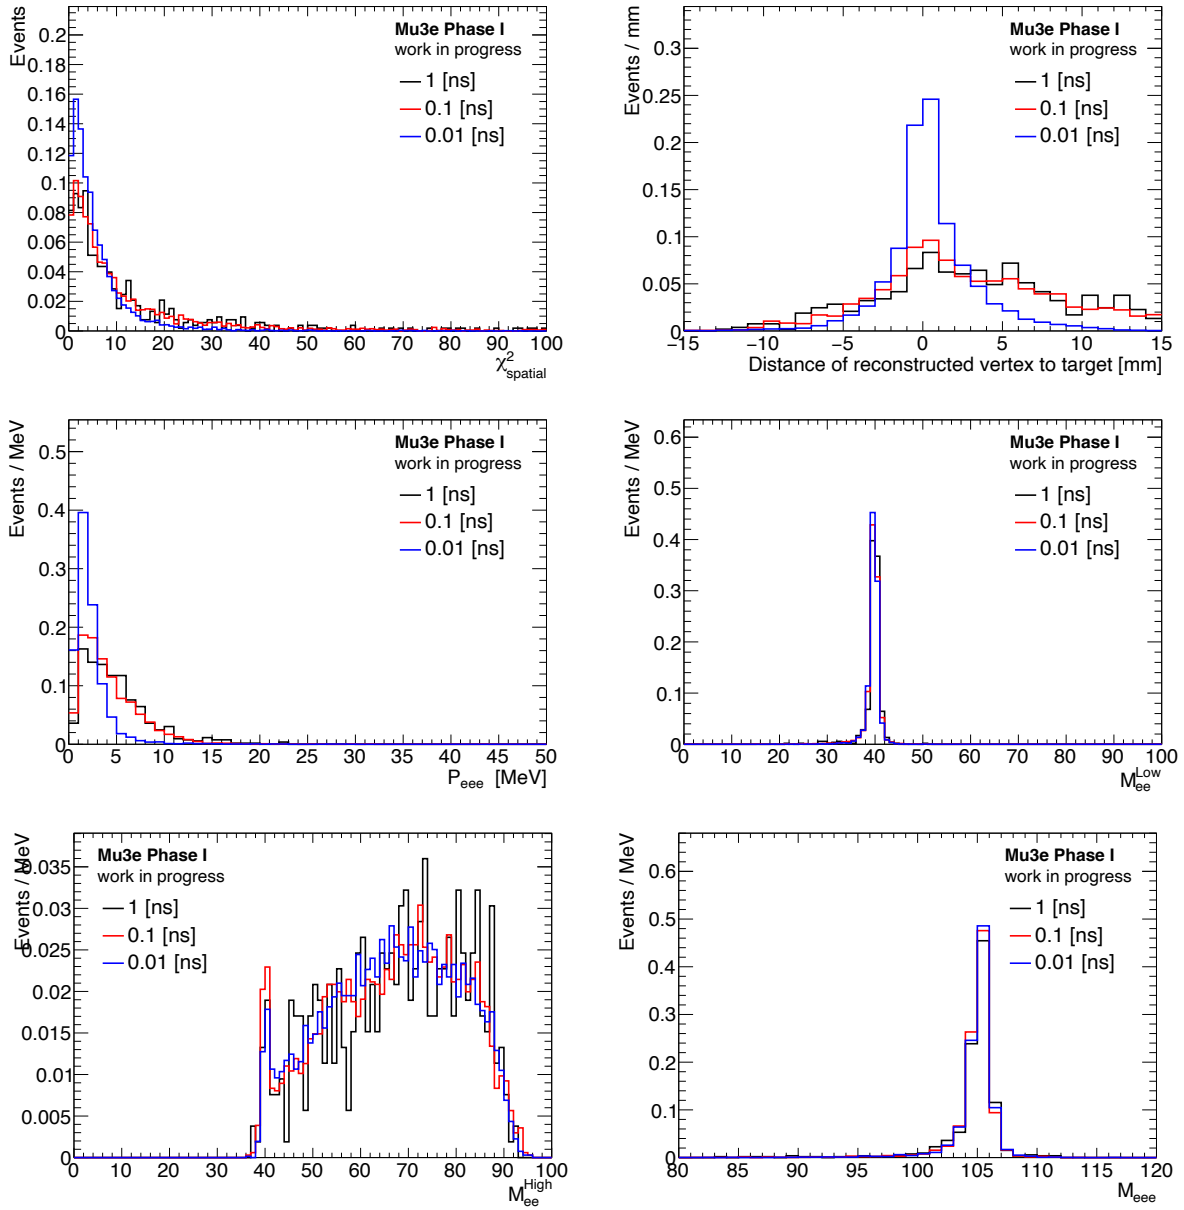 Events
Mu3e Phase I
work in progress
1 [ns]
0.1 [ns]
0.01 [ns]
0.2
0.18
0.16
0.14
0.12
0.1
0.08
0.06
0.04
0.02
0
0 10 20 30 40 50 60 70 80 90 100
χ²spatial
Events / mm
Mu3e Phase I
work in progress
1 [ns]
0.1 [ns]
0.01 [ns]
0.3
0.25
0.2
0.15
0.1
0.05
0
−15 −10 −5 0 5 10 15
Distance of reconstructed vertex to target [mm]
Events / MeV
Mu3e Phase I
work in progress
1 [ns]
0.1 [ns]
0.01 [ns]
0.5
0.4
0.3
0.2
0.1
0
0 5 10 15 20 25 30 35 40 45 50
Peee [MeV]
Events / MeV
Mu3e Phase I
work in progress
1 [ns]
0.1 [ns]
0.01 [ns]
0.6
0.5
0.4
0.3
0.2
0.1
0
0 10 20 30 40 50 60 70 80 90 100
MeeLow
Events / MeV
Mu3e Phase I
work in progress
1 [ns]
0.1 [ns]
0.01 [ns]
0.035
0.03
0.025
0.02
0.015
0.01
0.005
0
0 10 20 30 40 50 60 70 80 90 100
MeeHigh
Events / MeV
Mu3e Phase I
work in progress
1 [ns]
0.1 [ns]
0.01 [ns]
0.6
0.5
0.4
0.3
0.2
0.1
0
80 85 90 95 100 105 110 115 120
Meee